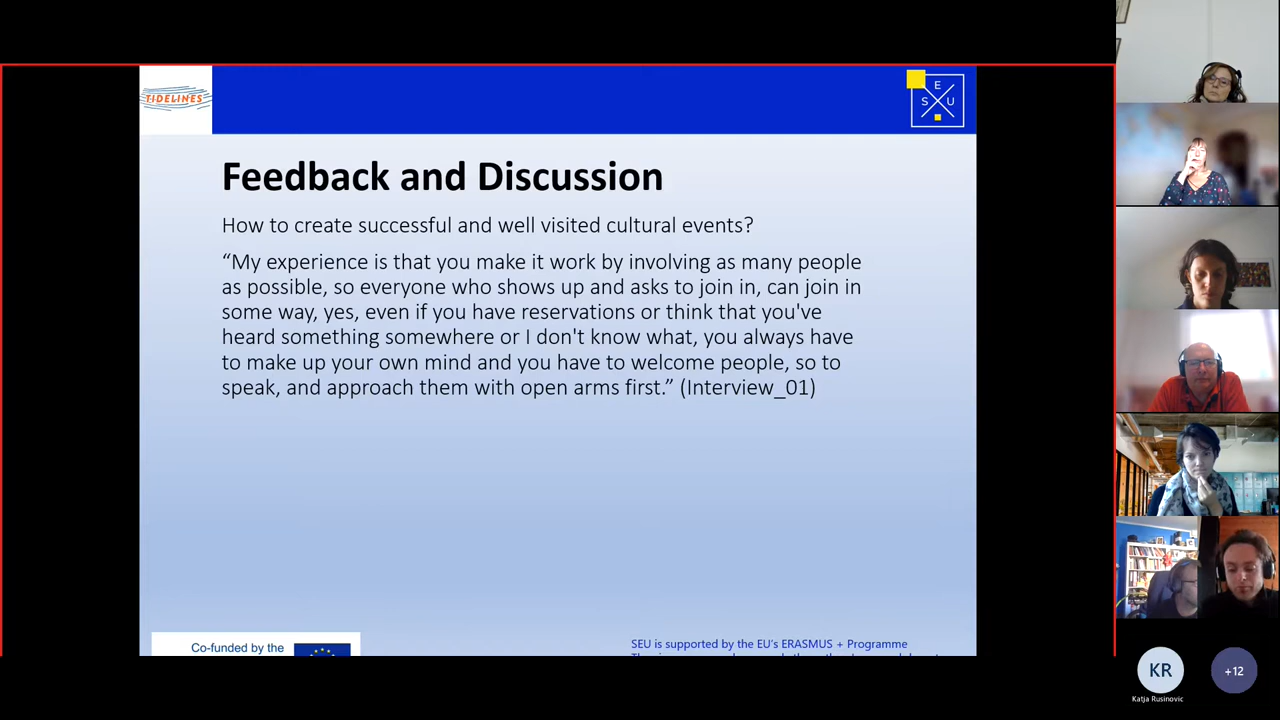 TIDELINES
E
S U
Feedback and Discussion
How to create successful and well visited cultural events?
“My experience is that you make it work by involving as many people
as possible, so everyone who shows up and asks to join in, can join in
some way, yes, even if you have reservations or think that you've
heard something somewhere or I don't know what, you always have
to make up your own mind and you have to welcome people, so to
speak, and approach them with open arms first.” (Interview_01)
Co-funded by the
SEU is supported by the EU´s ERASMUS + Programme
KR
+12
Katja Rusinovic